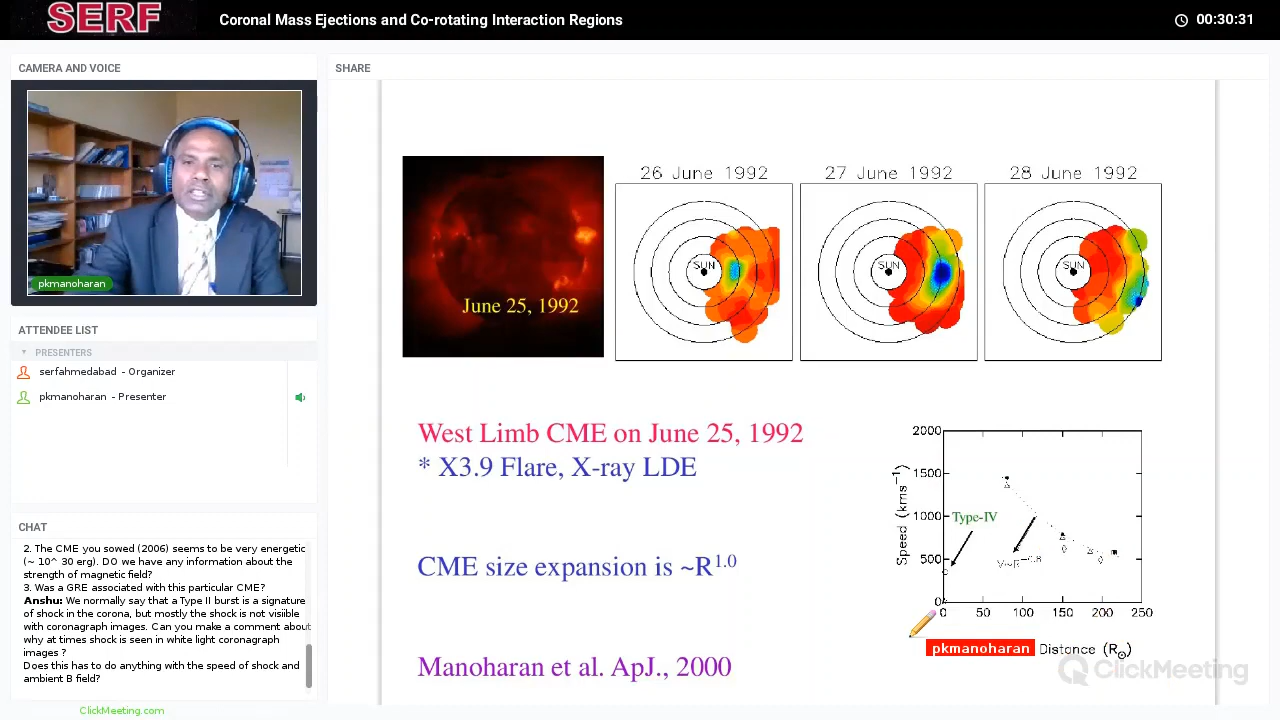 SERF
Coronal Mass Ejections and Co-rotating Interaction Regions
00:30:31
CAMERA AND VOICE
pkmanoharan
ATTENDEE LIST
PRESENTERS
serfahmedabad - Organizer
pkmanoharan - Presenter
CHAT
2. The CME you sowed (2006) seems to be very energetic
(~ 10^ 30 erg). DO we have any information about the
strength of magnetic field?
3. Was a GRE associated with this particular CME?
Anshu: We normally say that a Type II burst is a signature
of shock in the corona, but mostly the shock is not visiible
with coronagraph images. Can you make a comment about
why at times shock is seen in white light coronagraph
images ?
Does this has to do anything with the speed of shock and
ambient B field?
ClickMeeting.com
SHARE
June 25, 1992
26 June 1992
SUN
27 June 1992
SUN
28 June 1992
SUN
West Limb CME on June 25, 1992
* X3.9 Flare, X-ray LDE
CME size expansion is ~R^1.0
Manoharan et al. ApJ., 2000
Speed (kms⁻¹)
2000
1500
1000
500
0
Type-IV
0 50 100 150 200 250
Distance (R⊙)
pkmanoharan
ClickMeeting